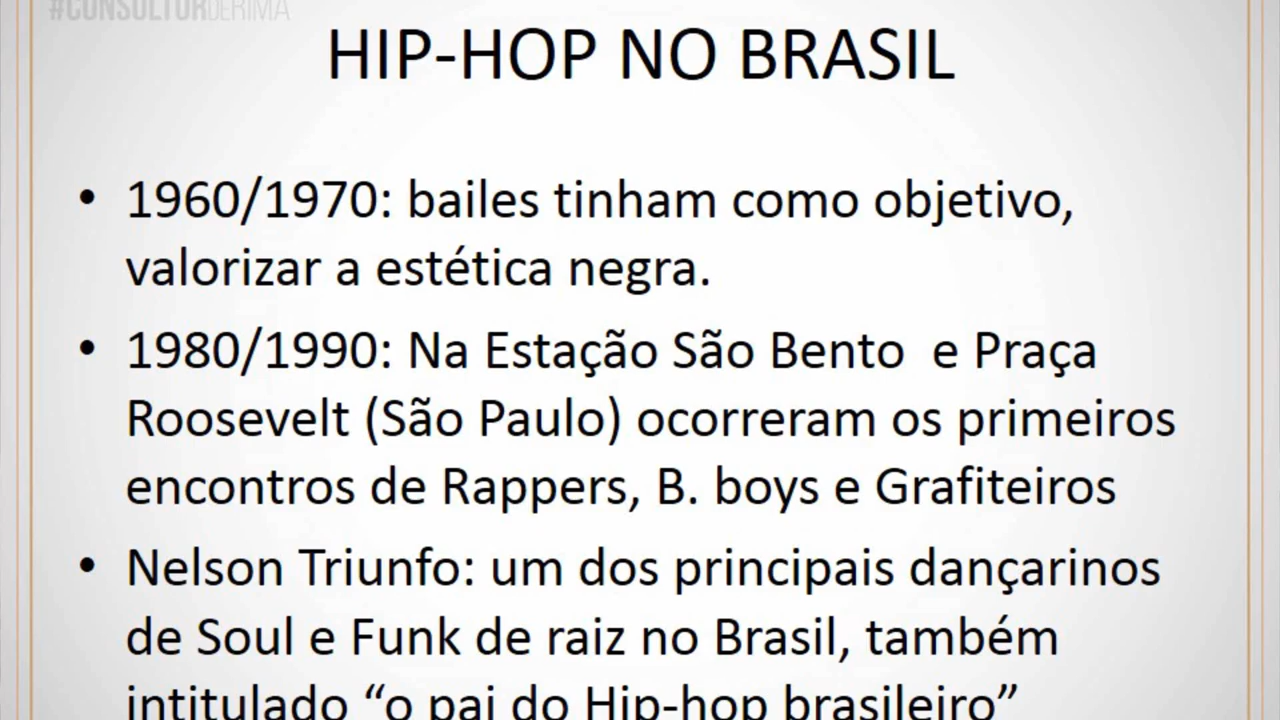 #CONSULTORDERIMA
HIP-HOP NO BRASIL
• 1960/1970: bailes tinham como objetivo,
valorizar a estética negra.
• 1980/1990: Na Estação São Bento  e Praça
Roosevelt (São Paulo) ocorreram os primeiros
encontros de Rappers, B. boys e Grafiteiros
• Nelson Triunfo: um dos principais dançarinos
de Soul e Funk de raiz no Brasil, também
intitulado “o pai do Hip-hop brasileiro”